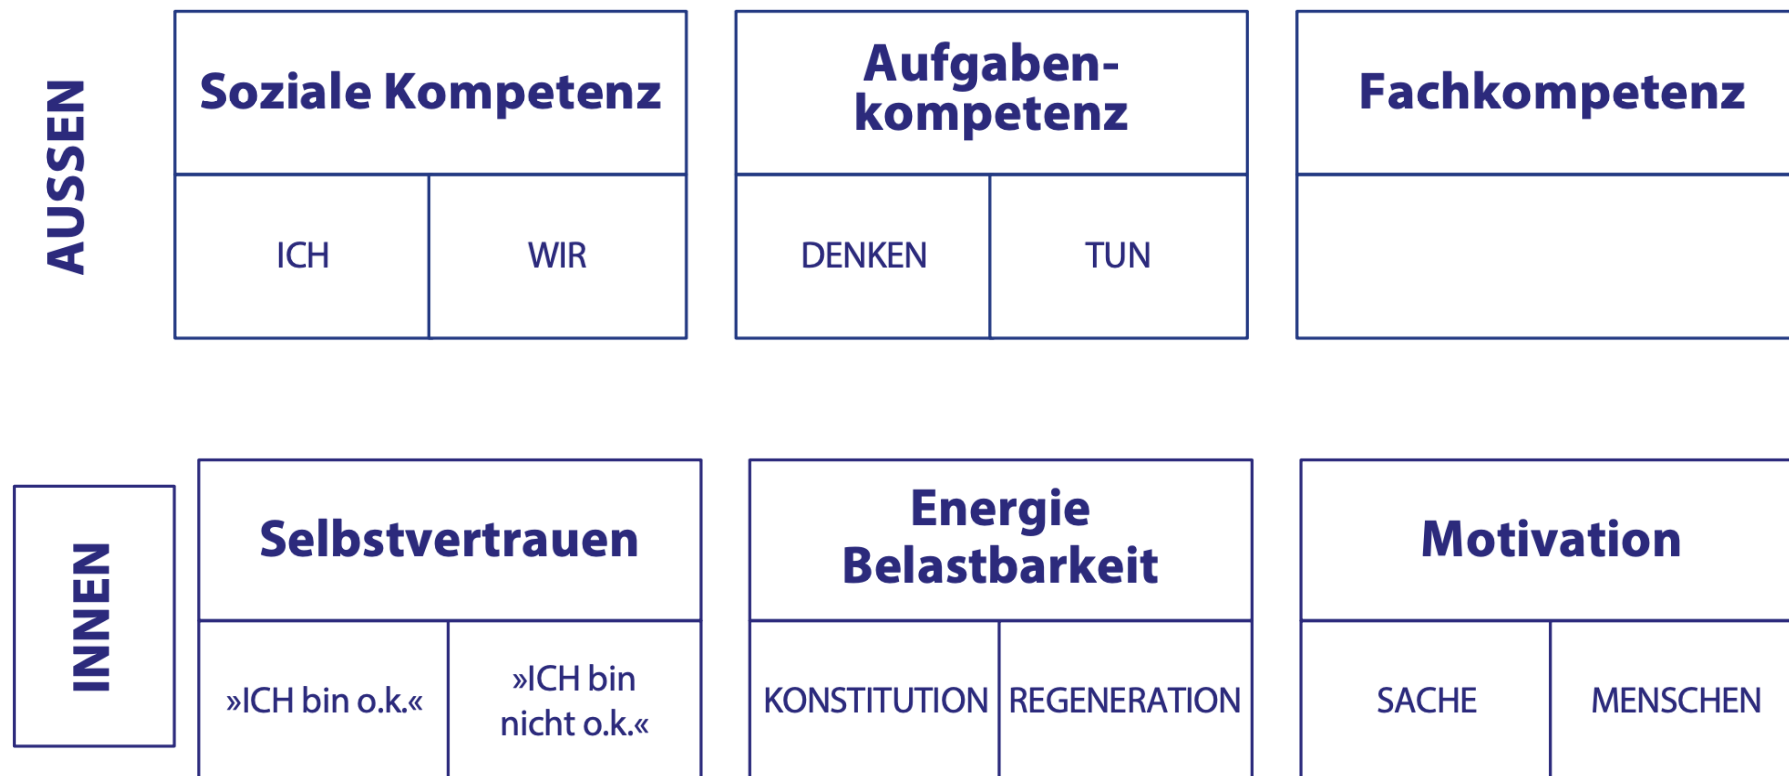 AUSSEN
Soziale Kompetenz
ICH
WIR
Aufgaben-
kompetenz
DENKEN
TUN
Fachkompetenz
INNEN
Selbstvertrauen
»ICH bin o.k.«
»ICH bin
nicht o.k.«
Energie
Belastbarkeit
KONSTITUTION
REGENERATION
Motivation
SACHE
MENSCHEN